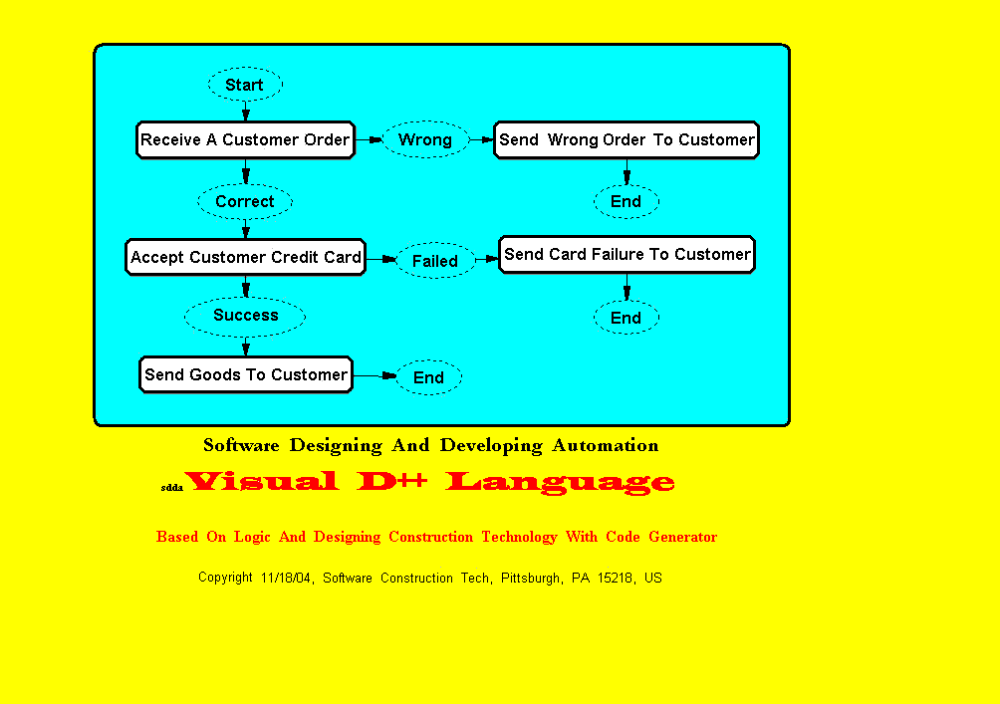 Start
Receive A Customer Order
Wrong
Send Wrong Order To Customer
Correct
End
Accept Customer Credit Card
Failed
Send Card Failure To Customer
Success
End
Send Goods To Customer
End
Software Designing And Developing Automation
sdda Visual D++ Language
Based On Logic And Designing Construction Technology With Code Generator
Copyright 11/18/04, Software Construction Tech, Pittsburgh, PA 15218, US